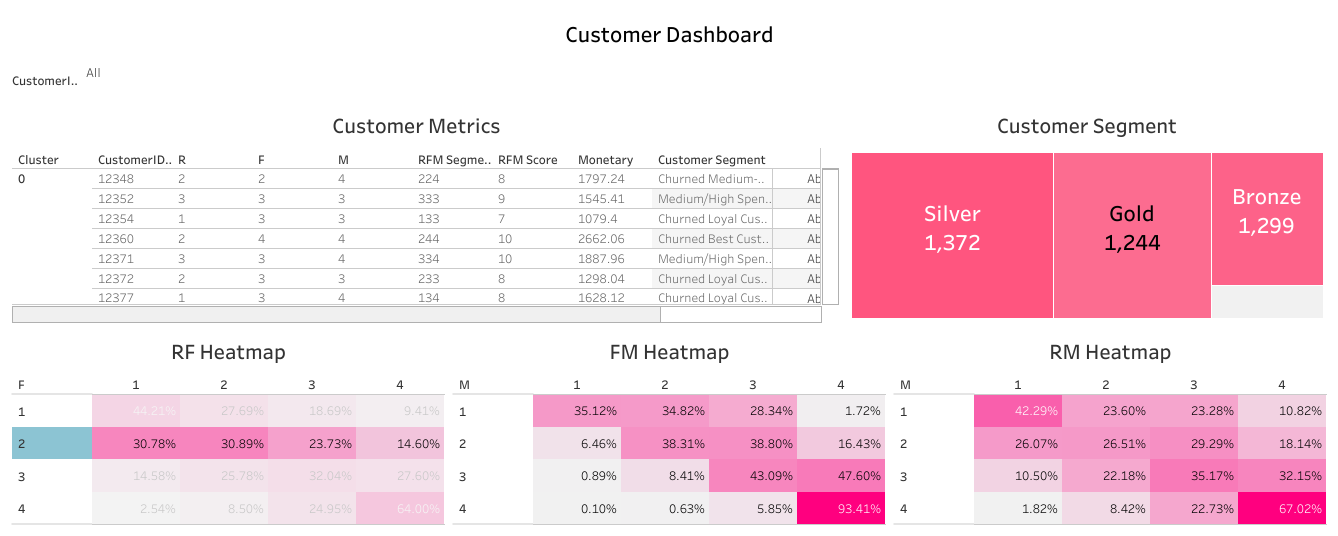 Customer Dashboard
CustomerI.. All
Customer Metrics
Cluster CustomerID.. R F M RFM Segme.. RFM Score Monetary Customer Segment
0 12348 2 2 4 224 8 1797.24 Churned Medium-.. Ab
12352 3 3 3 333 9 1545.41 Medium/High Spen.. Ab
12354 1 3 3 133 7 1079.4 Churned Loyal Cus.. Ab
12360 2 4 4 244 10 2662.06 Churned Best Cust.. Ab
12371 3 3 4 334 10 1887.96 Medium/High Spen.. Ab
12372 2 3 3 233 8 1298.04 Churned Loyal Cus.. Ab
12377 1 3 4 134 8 1628.12 Churned Loyal Cus.. Ab
Customer Segment
Silver
1,372
Gold
1,244
Bronze
1,299
RF Heatmap
F 1 2 3 4
1 44.21% 27.69% 18.69% 9.41%
2 30.78% 30.89% 23.73% 14.60%
3 14.58% 25.78% 32.04% 27.60%
4 2.54% 8.50% 24.95% 64.00%
FM Heatmap
M 1 2 3 4
1 35.12% 34.82% 28.34% 1.72%
2 6.46% 38.31% 38.80% 16.43%
3 0.89% 8.41% 43.09% 47.60%
4 0.10% 0.63% 5.85% 93.41%
RM Heatmap
M 1 2 3 4
1 42.29% 23.60% 23.28% 10.82%
2 26.07% 26.51% 29.29% 18.14%
3 10.50% 22.18% 35.17% 32.15%
4 1.82% 8.42% 22.73% 67.02%